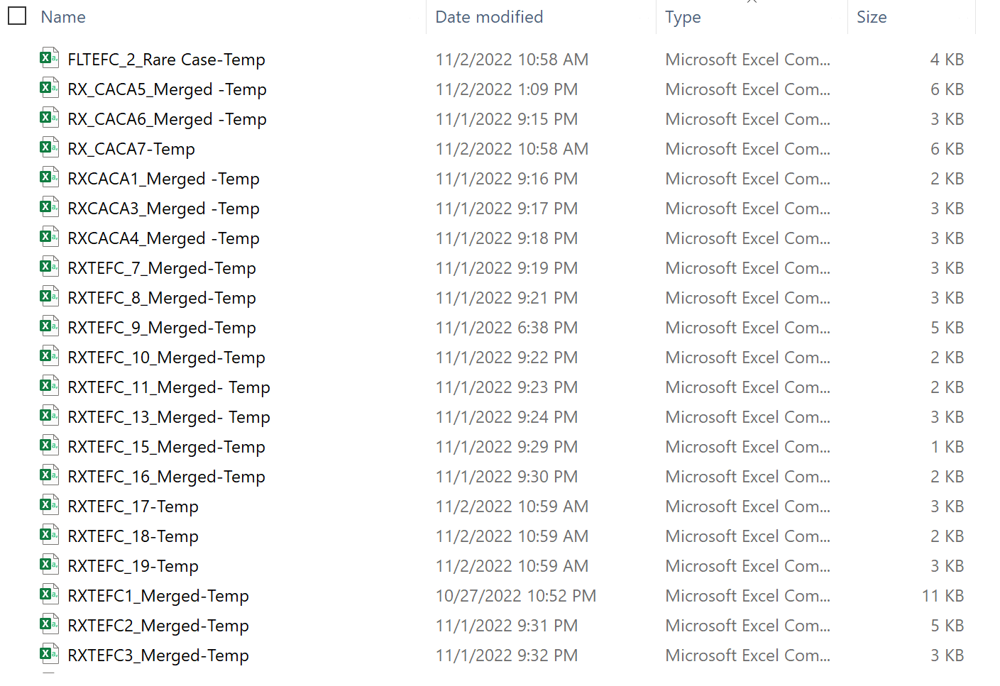 Name Date modified Type Size
FLTEFC_2_Rare Case-Temp 11/2/2022 10:58 AM Microsoft Excel Com... 4 KB
RX_CACA5_Merged -Temp 11/2/2022 1:09 PM Microsoft Excel Com... 6 KB
RX_CACA6_Merged -Temp 11/1/2022 9:15 PM Microsoft Excel Com... 3 KB
RX_CACA7-Temp 11/2/2022 10:58 AM Microsoft Excel Com... 6 KB
RXCACA1_Merged -Temp 11/1/2022 9:16 PM Microsoft Excel Com... 2 KB
RXCACA3_Merged -Temp 11/1/2022 9:17 PM Microsoft Excel Com... 3 KB
RXCACA4_Merged -Temp 11/1/2022 9:18 PM Microsoft Excel Com... 3 KB
RXTEFC_7_Merged-Temp 11/1/2022 9:19 PM Microsoft Excel Com... 3 KB
RXTEFC_8_Merged-Temp 11/1/2022 9:21 PM Microsoft Excel Com... 3 KB
RXTEFC_9_Merged-Temp 11/1/2022 6:38 PM Microsoft Excel Com... 5 KB
RXTEFC_10_Merged-Temp 11/1/2022 9:22 PM Microsoft Excel Com... 2 KB
RXTEFC_11_Merged- Temp 11/1/2022 9:23 PM Microsoft Excel Com... 2 KB
RXTEFC_13_Merged- Temp 11/1/2022 9:24 PM Microsoft Excel Com... 3 KB
RXTEFC_15_Merged-Temp 11/1/2022 9:29 PM Microsoft Excel Com... 1 KB
RXTEFC_16_Merged-Temp 11/1/2022 9:30 PM Microsoft Excel Com... 2 KB
RXTEFC_17-Temp 11/2/2022 10:59 AM Microsoft Excel Com... 3 KB
RXTEFC_18-Temp 11/2/2022 10:59 AM Microsoft Excel Com... 2 KB
RXTEFC_19-Temp 11/2/2022 10:59 AM Microsoft Excel Com... 3 KB
RXTEFC1_Merged-Temp 10/27/2022 10:52 PM Microsoft Excel Com... 11 KB
RXTEFC2_Merged-Temp 11/1/2022 9:31 PM Microsoft Excel Com... 5 KB
RXTEFC3_Merged-Temp 11/1/2022 9:32 PM Microsoft Excel Com... 3 KB